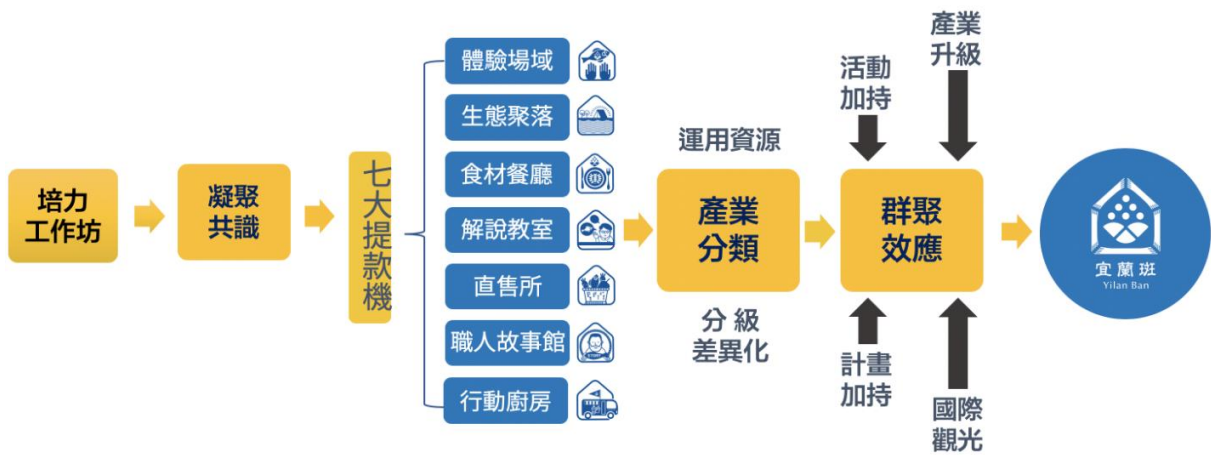 培力
工作坊
凝聚
共識
七大提款機
體驗場域
生態聚落
食材餐廳
解說教室
直售所
職人故事館
行動廚房
運用資源
產業
分類
分級
差異化
活動
加持
產業
升級
群聚
效應
計畫
加持
國際
觀光
宜蘭班
Yilan Ban